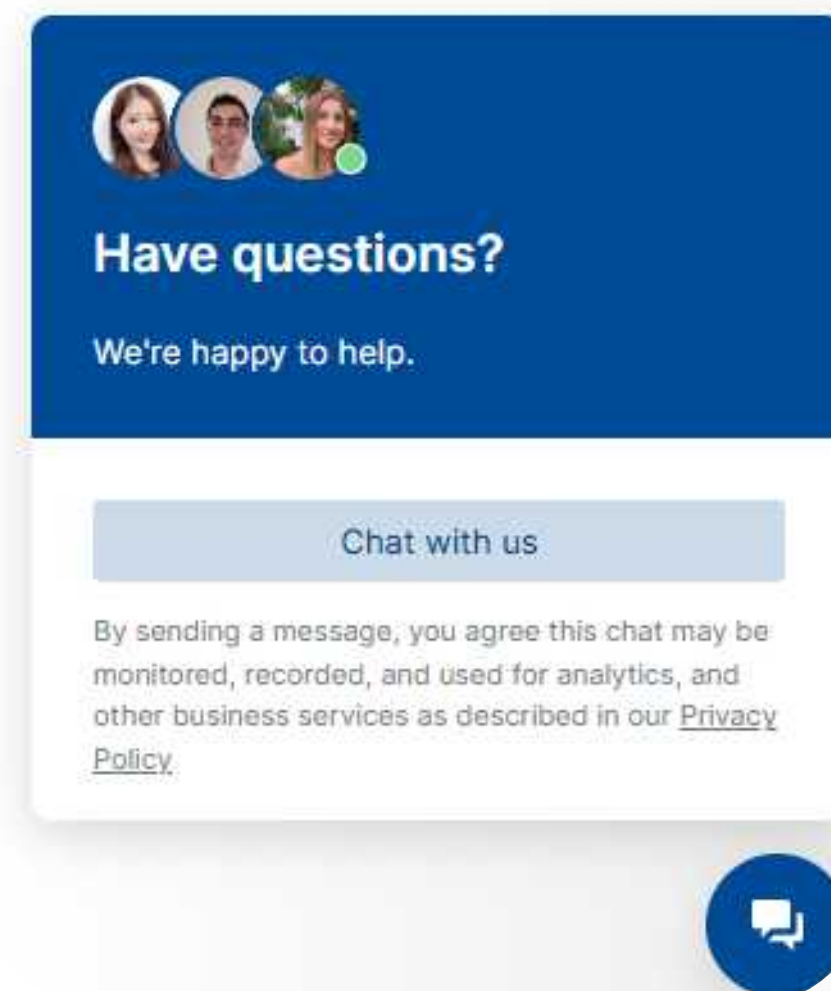 Have questions?
We're happy to help.
Chat with us
By sending a message, you agree this chat may be
monitored, recorded, and used for analytics, and
other business services as described in our Privacy
Policy